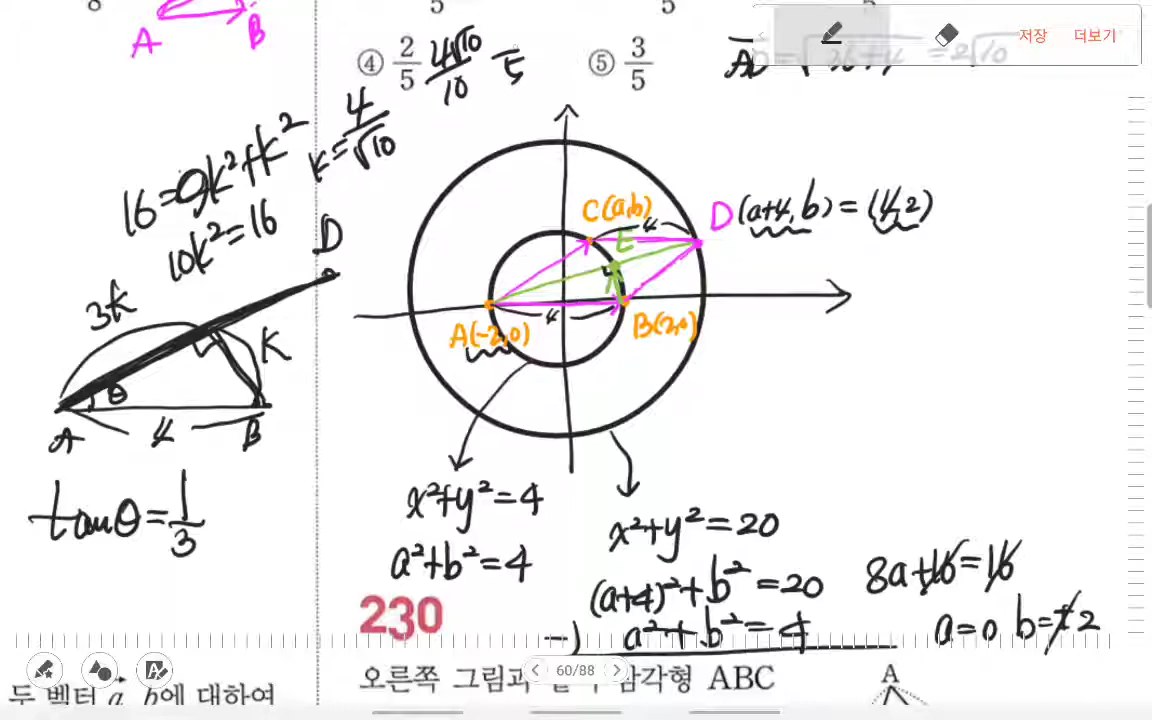 5 5
A B
④ 2/5 4√10/10
⑤ 3/5
저장 더보기
= 2√10
16=9k²+k²
k=4/√10
10k²=16
D
3k
K
θ
A 4 B
tanθ=1/3
C(a,b)
4
D(a+4,b)=(4,2)
E
A(-2,0)
4
B(2,0)
x²+y²=4
a²+b²=4
x²+y²=20
(a+4)²+b²=20
-) a²+b²=4
8a+16=16
a=0 b=±2
230
60/88
두 벡터 a, b에 대하여
오른쪽 그림과 삼각형 ABC
A